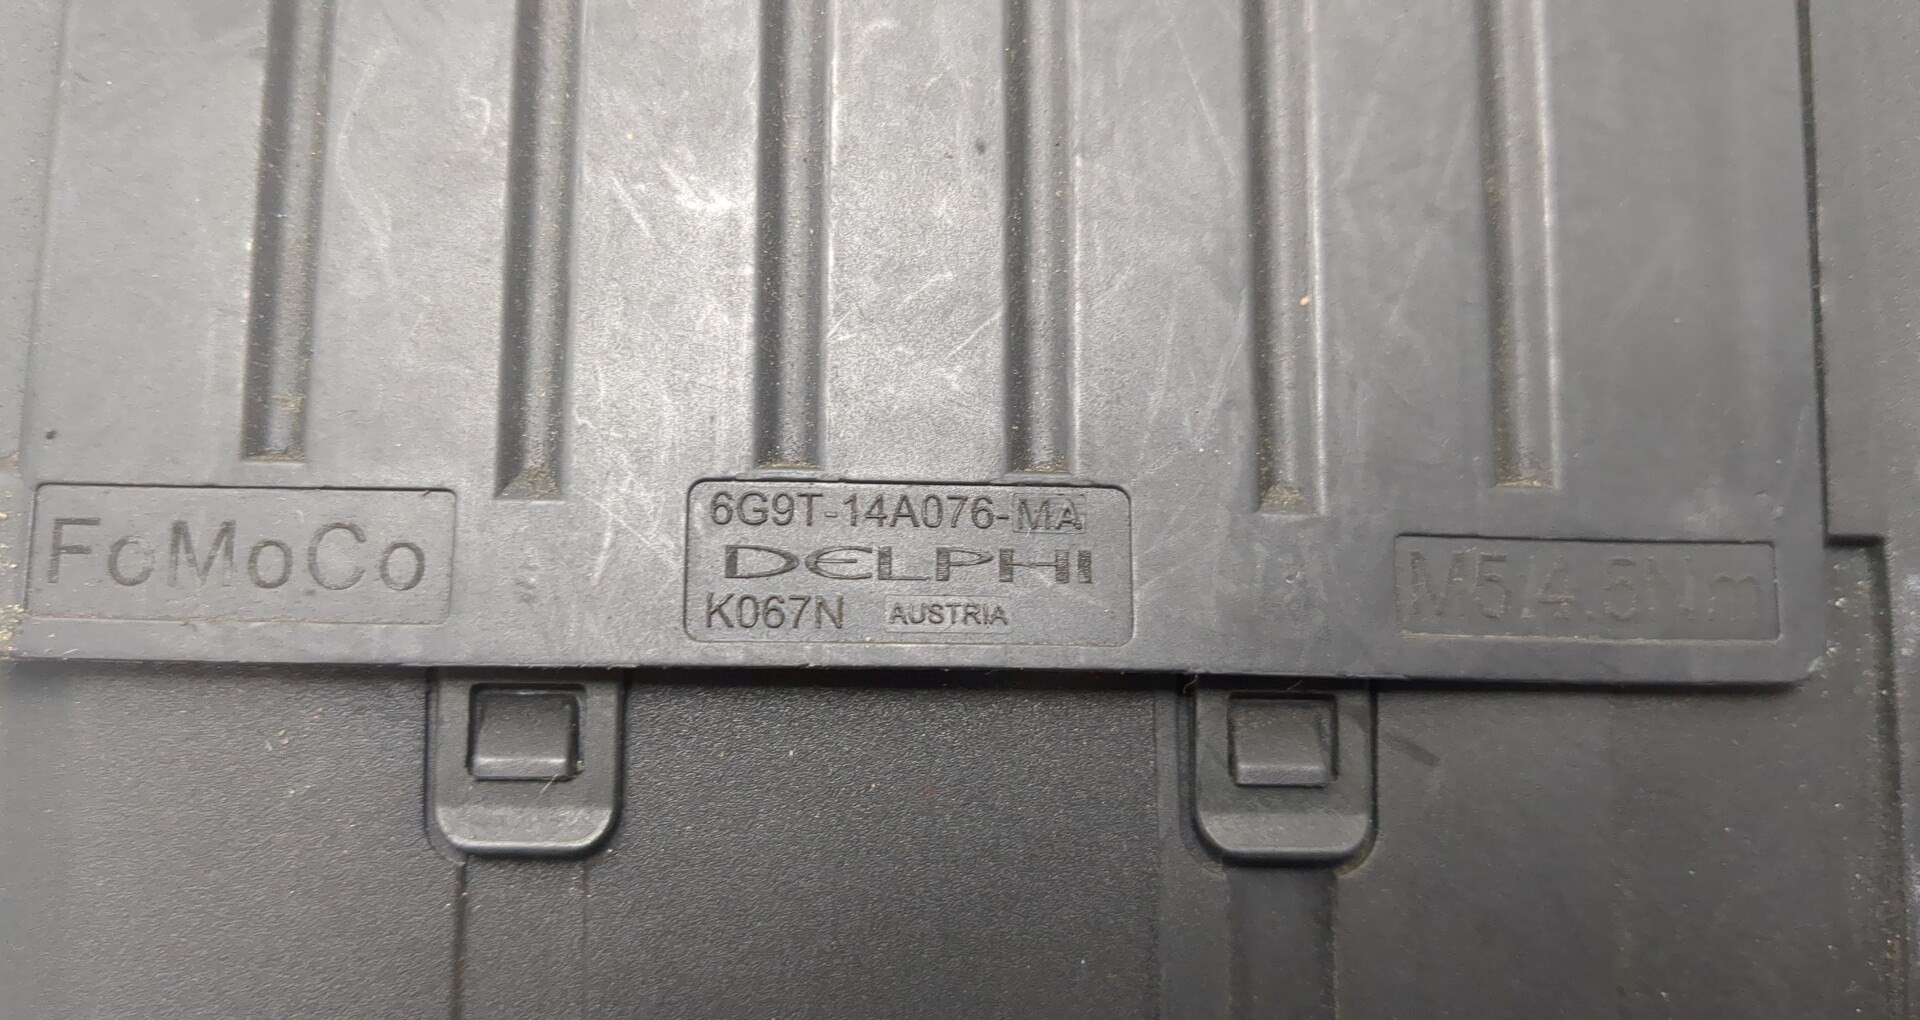 FoMoCo
6G9T-14A076-MA
DELPHI
K067N AUSTRIA
M5/4.5Nm